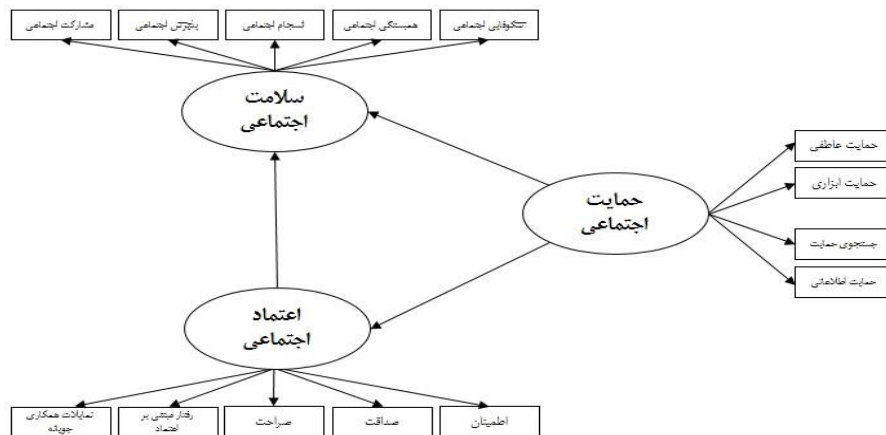 شکوفایی اجتماعی
همبستگی اجتماعی
انسجام اجتماعی
پذیرش اجتماعی
مشارکت اجتماعی
سلامت
اجتماعی
حمایت
اجتماعی
حمایت عاطفی
حمایت ابزاری
جستجوی حمایت
حمایت اطلاعاتی
اعتماد
اجتماعی
اطمینان
صداقت
صراحت
رفتار مبتنی بر
اعتماد
تمایلات همکاری
جویانه